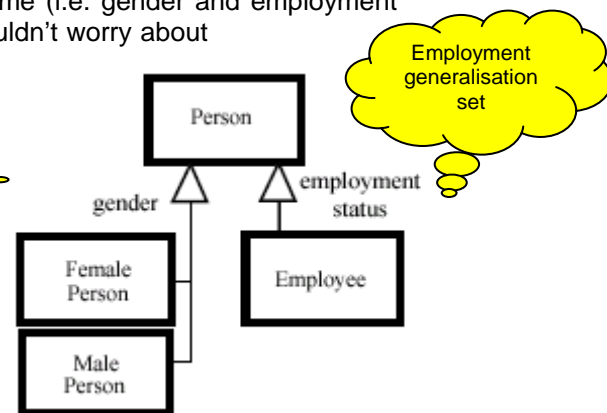 me (i.e. gender and employment
uldn't worry about
Employment
generalisation
set
Person
gender
employment
status
Female
Person
Employee
Male
Person